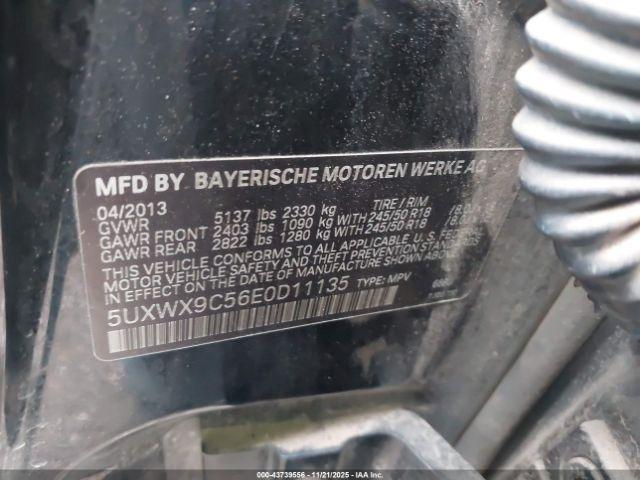 MFD BY BAYERISCHE MOTOREN WERKE AG
04/2013 TIRE / RIM
GVWR 5137 lbs 2330 kg
GAWR FRONT 2403 lbs 1090 kg WITH 245/50 R18
GAWR REAR 2822 lbs 1280 kg WITH 245/50 R18
THIS VEHICLE CONFORMS TO ALL APPLICABLE U.S. FEDERAL
MOTOR VEHICLE SAFETY AND THEFT PREVENTION STANDARDS
IN EFFECT ON THE DATE OF MANUFACTURE SHOWN ABOVE.
5UXWX9C56E0D11135 TYPE: MPV
000-43739556 - 11/21/2025 - IAAI.COM